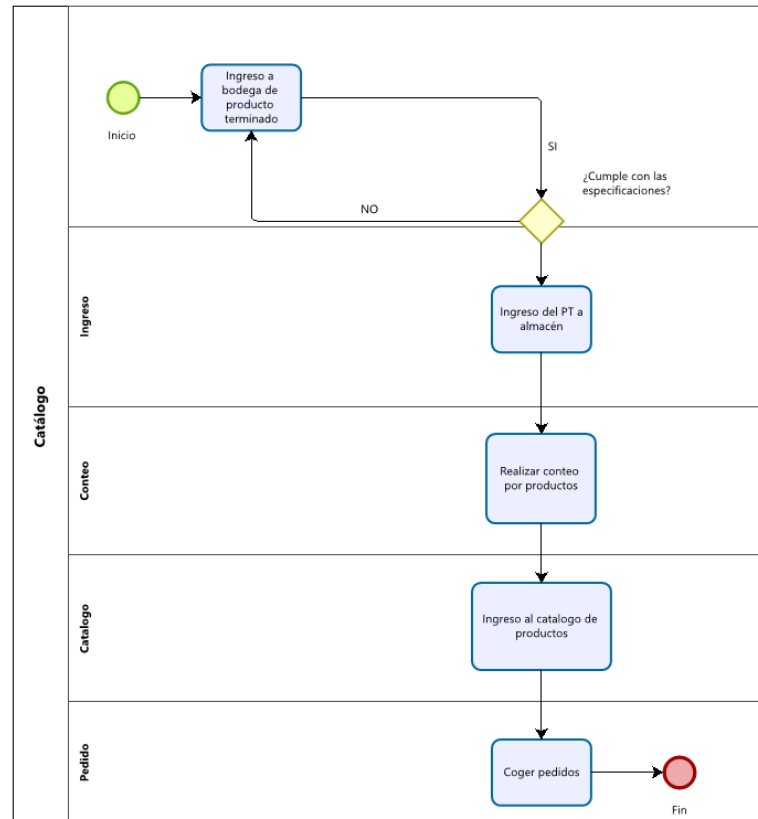 Catálogo
Inicio
Ingreso a
bodega de
producto
terminado
SI
¿Cumple con las
especificaciones?
NO
Ingreso
Ingreso del PT a
almacén
Conteo
Realizar conteo
por productos
Catalogo
Ingreso al catalogo de
productos
Pedido
Coger pedidos
Fin